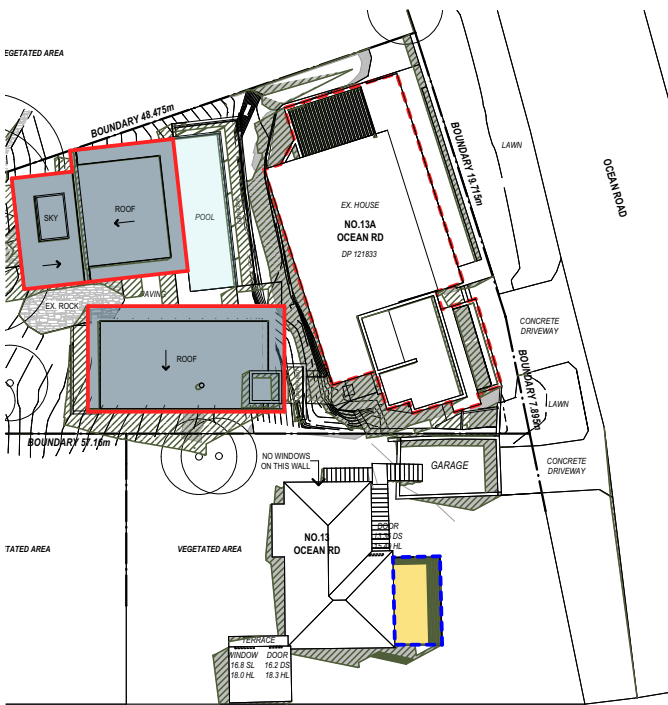 EGETATED AREA
BOUNDARY 48.475m
LAWN
BOUNDARY 19.715m
OCEAN ROAD
SKY
ROOF
POOL
EX. HOUSE
NO.13A
OCEAN RD
DP 121833
PAVING
EX. ROCK
ROOF
CONCRETE
DRIVEWAY
BOUNDARY 7.895m
LAWN
BOUNDARY 57.16m
NO WINDOWS
ON THIS WALL
GARAGE
CONCRETE
DRIVEWAY
DOOR
HL
NO.13
OCEAN RD
TATED AREA
VEGETATED AREA
TERRACE
WINDOW
16.8 SL
18.0 HL
DOOR
16.2 DS
18.3 HL